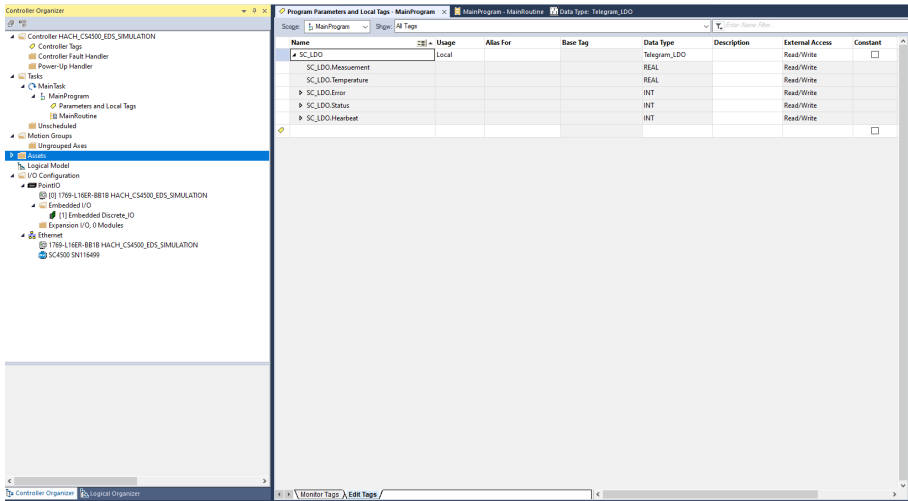 Controller Organizer
Controller HACH_CS4500_EDS_SIMULATION
Controller Tags
Controller Fault Handler
Power-Up Handler
Tasks
MainTask
MainProgram
Parameters and Local Tags
MainRoutine
Unscheduled
Motion Groups
Ungrouped Axes
Assets
Logical Model
I/O Configuration
PointIO
[0] 1769-L16ER-BB1B HACH_CS4500_EDS_SIMULATION
Embedded I/O
[1] Embedded Discrete_IO
Expansion I/O, 0 Modules
Ethernet
1769-L16ER-BB1B HACH_CS4500_EDS_SIMULATION
SC4500 SN116499
Controller Organizer Logical Organizer
Program Parameters and Local Tags - MainProgram MainProgram - MainRoutine Data Type: Telegram_LDO
Scope: MainProgram Show: All Tags Enter Name Filter...
Name Usage Alias For Base Tag Data Type Description External Access Constant
SC_LDO Local Telegram_LDO Read/Write
SC_LDO.Measuement REAL Read/Write
SC_LDO.Temperature REAL Read/Write
SC_LDO.Error INT Read/Write
SC_LDO.Status INT Read/Write
SC_LDO.Hearbeat INT Read/Write
Monitor Tags Edit Tags